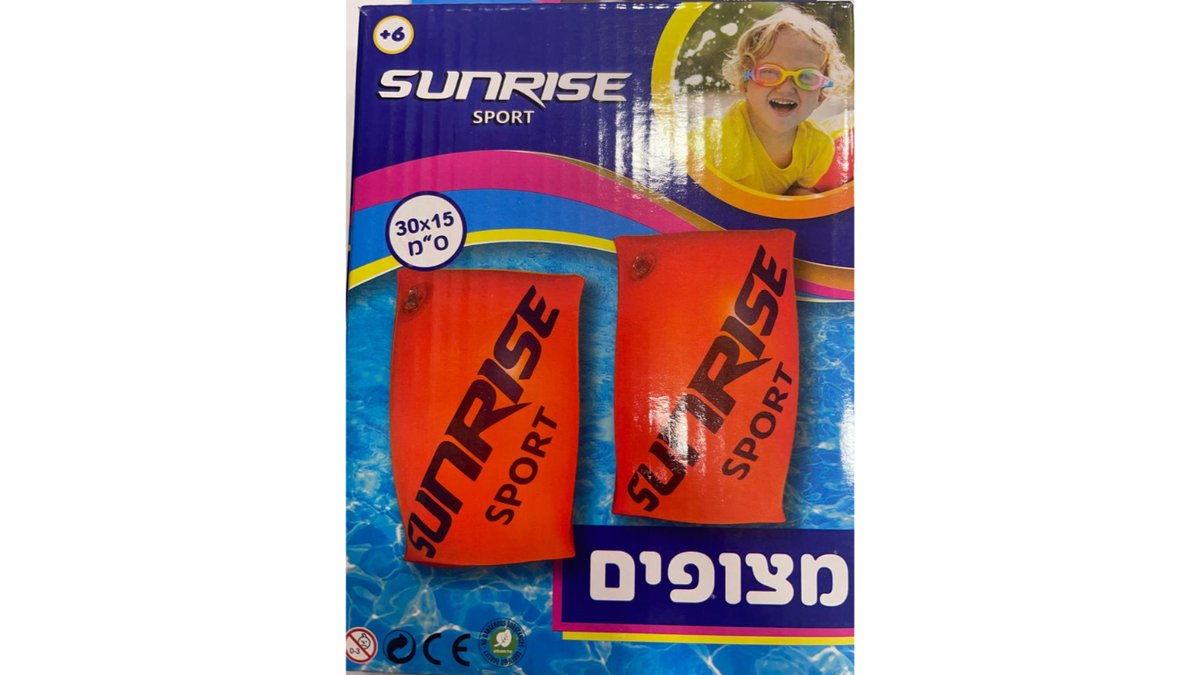 +6
SUNRISE
SPORT
30x15
ס"מ
SUNRISE
SPORT
SUNRISE
SPORT
מצופים
0-3
CE